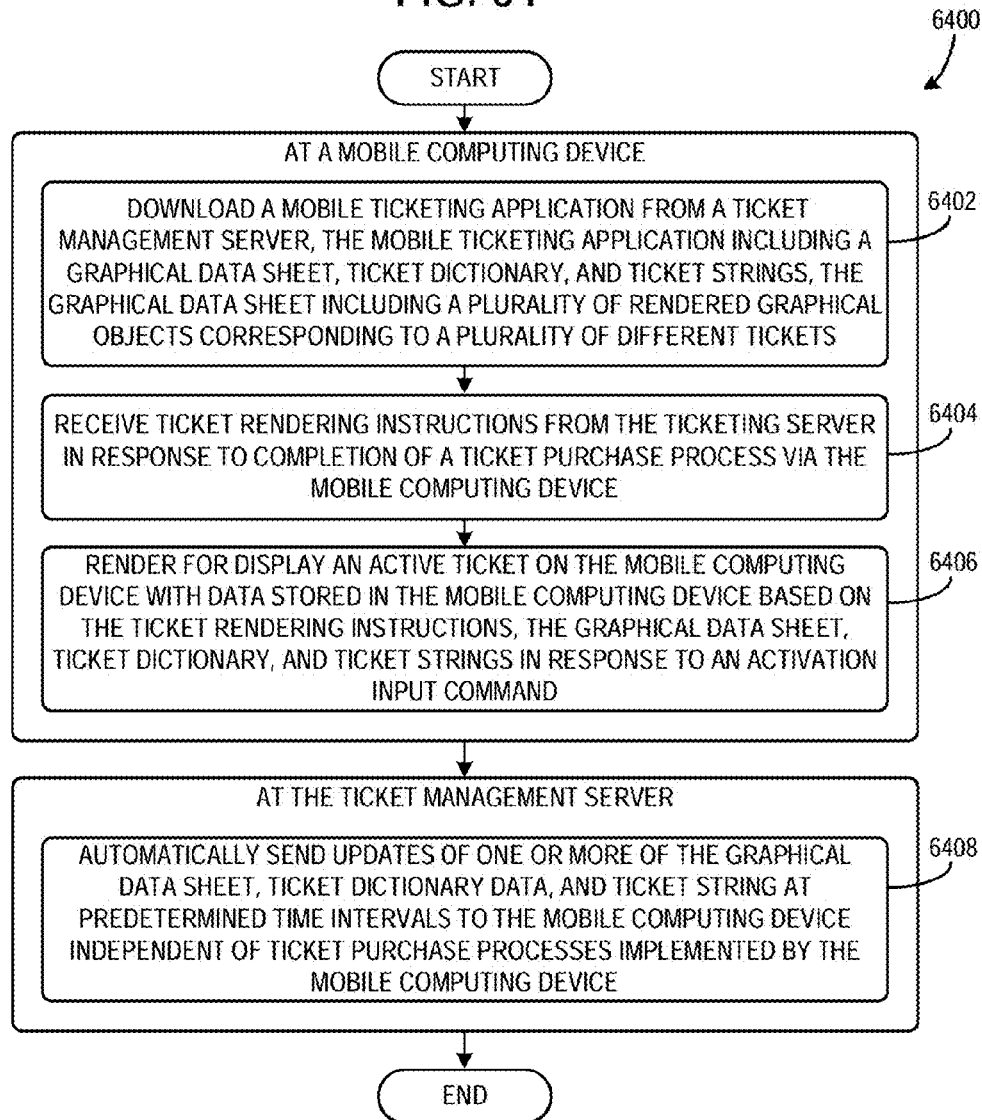 6400
START
AT A MOBILE COMPUTING DEVICE
DOWNLOAD A MOBILE TICKETING APPLICATION FROM A TICKET
MANAGEMENT SERVER, THE MOBILE TICKETING APPLICATION INCLUDING A
GRAPHICAL DATA SHEET, TICKET DICTIONARY, AND TICKET STRINGS, THE
GRAPHICAL DATA SHEET INCLUDING A PLURALITY OF RENDERED GRAPHICAL
OBJECTS CORRESPONDING TO A PLURALITY OF DIFFERENT TICKETS
6402
RECEIVE TICKET RENDERING INSTRUCTIONS FROM THE TICKETING SERVER
IN RESPONSE TO COMPLETION OF A TICKET PURCHASE PROCESS VIA THE
MOBILE COMPUTING DEVICE
6404
RENDER FOR DISPLAY AN ACTIVE TICKET ON THE MOBILE COMPUTING
DEVICE WITH DATA STORED IN THE MOBILE COMPUTING DEVICE BASED ON
THE TICKET RENDERING INSTRUCTIONS, THE GRAPHICAL DATA SHEET,
TICKET DICTIONARY, AND TICKET STRINGS IN RESPONSE TO AN ACTIVATION
INPUT COMMAND
6406
AT THE TICKET MANAGEMENT SERVER
AUTOMATICALLY SEND UPDATES OF ONE OR MORE OF THE GRAPHICAL
DATA SHEET, TICKET DICTIONARY DATA, AND TICKET STRING AT
PREDETERMINED TIME INTERVALS TO THE MOBILE COMPUTING DEVICE
INDEPENDENT OF TICKET PURCHASE PROCESSES IMPLEMENTED BY THE
MOBILE COMPUTING DEVICE
6408
END